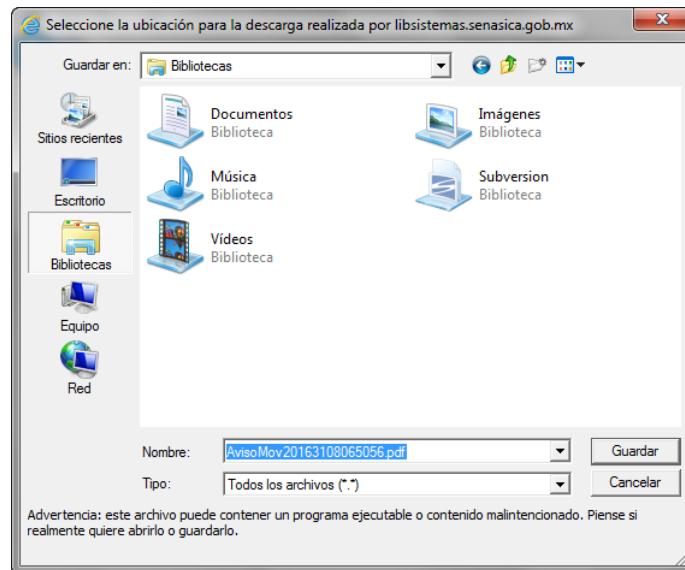 Seleccione la ubicación para la descarga realizada por libsistemas.senasica.gob.mx
Guardar en:
Bibliotecas
Sitios recientes
Escritorio
Bibliotecas
Equipo
Red
Documentos
Biblioteca
Imágenes
Biblioteca
Música
Biblioteca
Subversion
Biblioteca
Vídeos
Biblioteca
Nombre:
AvisoMov20163108065056.pdf
Guardar
Tipo:
Todos los archivos (*.*)
Cancelar
Advertencia: este archivo puede contener un programa ejecutable o contenido malintencionado. Piense si
realmente quiere abrirlo o guardarlo.